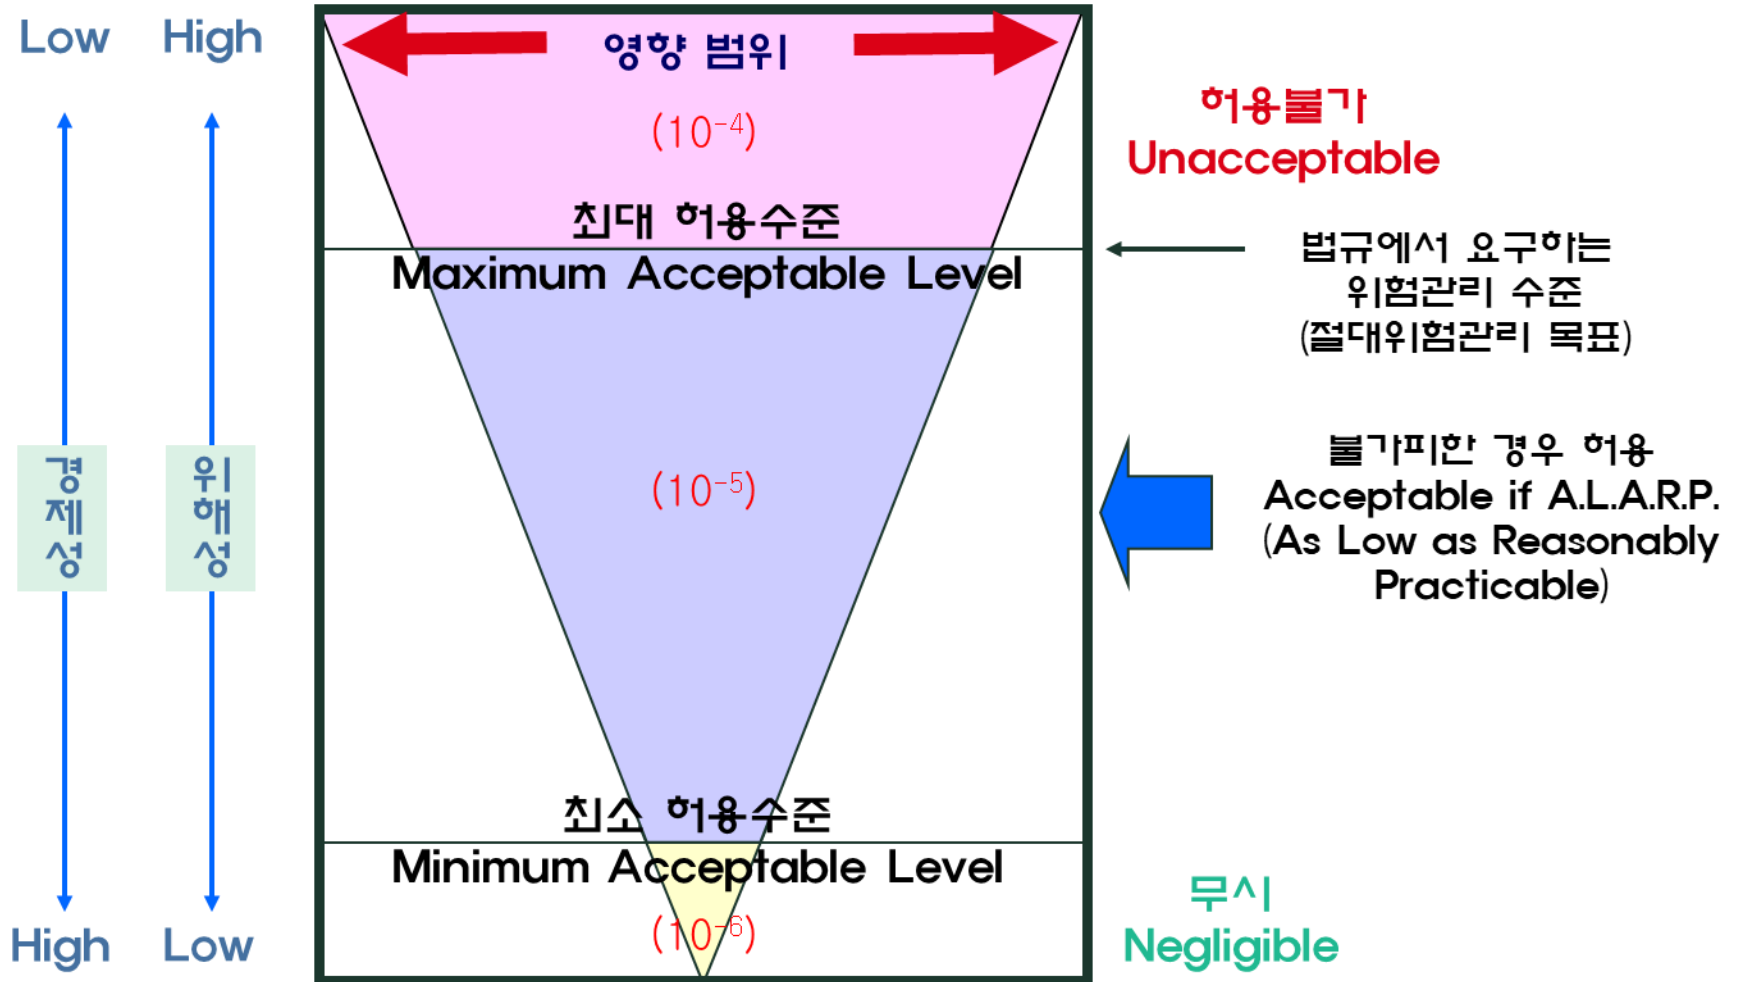 Low
High
영향 범위
(10⁻⁴)
허용불가
Unacceptable
최대 허용수준
Maximum Acceptable Level
법규에서 요구하는
위험관리 수준
(절대위험관리 목표)
경제성
위해성
(10⁻⁵)
불가피한 경우 허용
Acceptable if A.L.A.R.P.
(As Low as Reasonably
Practicable)
최소 허용수준
Minimum Acceptable Level
(10⁻⁶)
무시
Negligible
High
Low